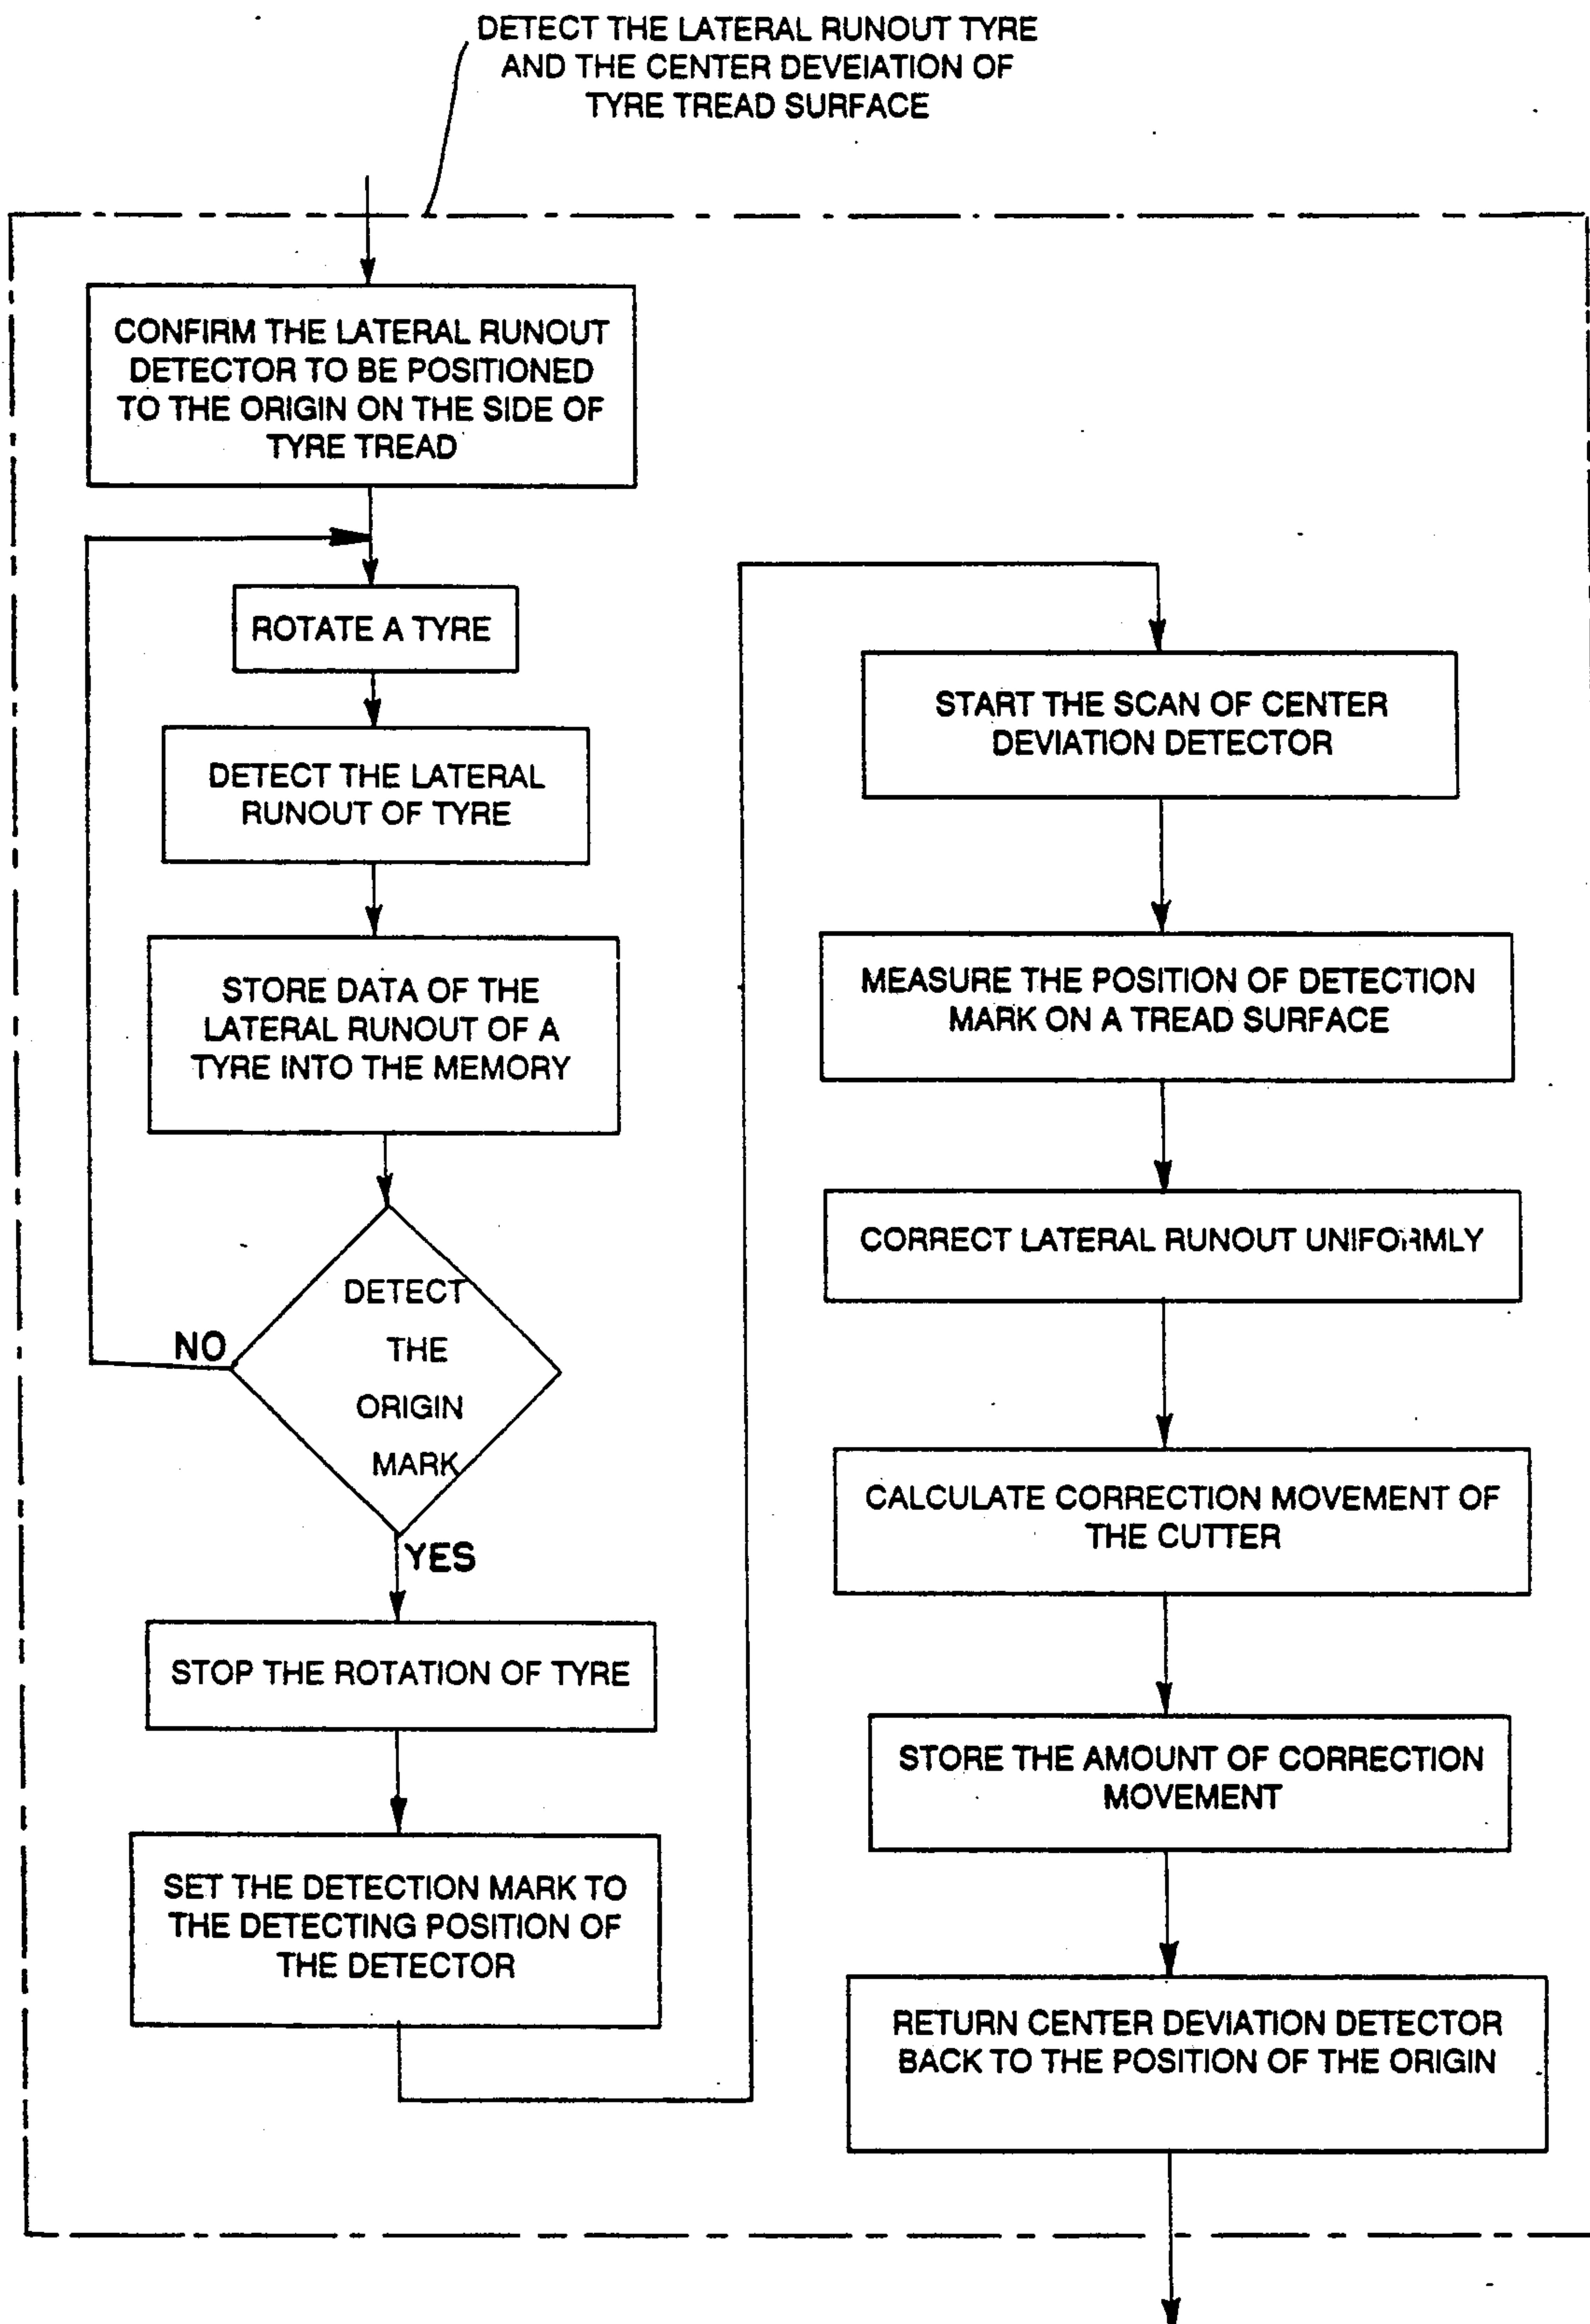 DETECT THE LATERAL RUNOUT TYRE
AND THE CENTER DEVEIATION OF
TYRE TREAD SURFACE
CONFIRM THE LATERAL RUNOUT
DETECTOR TO BE POSITIONED
TO THE ORIGIN ON THE SIDE OF
TYRE TREAD
ROTATE A TYRE
DETECT THE LATERAL
RUNOUT OF TYRE
STORE DATA OF THE
LATERAL RUNOUT OF A
TYRE INTO THE MEMORY
DETECT
THE
ORIGIN
MARK
NO
YES
STOP THE ROTATION OF TYRE
SET THE DETECTION MARK TO
THE DETECTING POSITION OF
THE DETECTOR
START THE SCAN OF CENTER
DEVIATION DETECTOR
MEASURE THE POSITION OF DETECTION
MARK ON A TREAD SURFACE
CORRECT LATERAL RUNOUT UNIFORMLY
CALCULATE CORRECTION MOVEMENT OF
THE CUTTER
STORE THE AMOUNT OF CORRECTION
MOVEMENT
RETURN CENTER DEVIATION DETECTOR
BACK TO THE POSITION OF THE ORIGIN